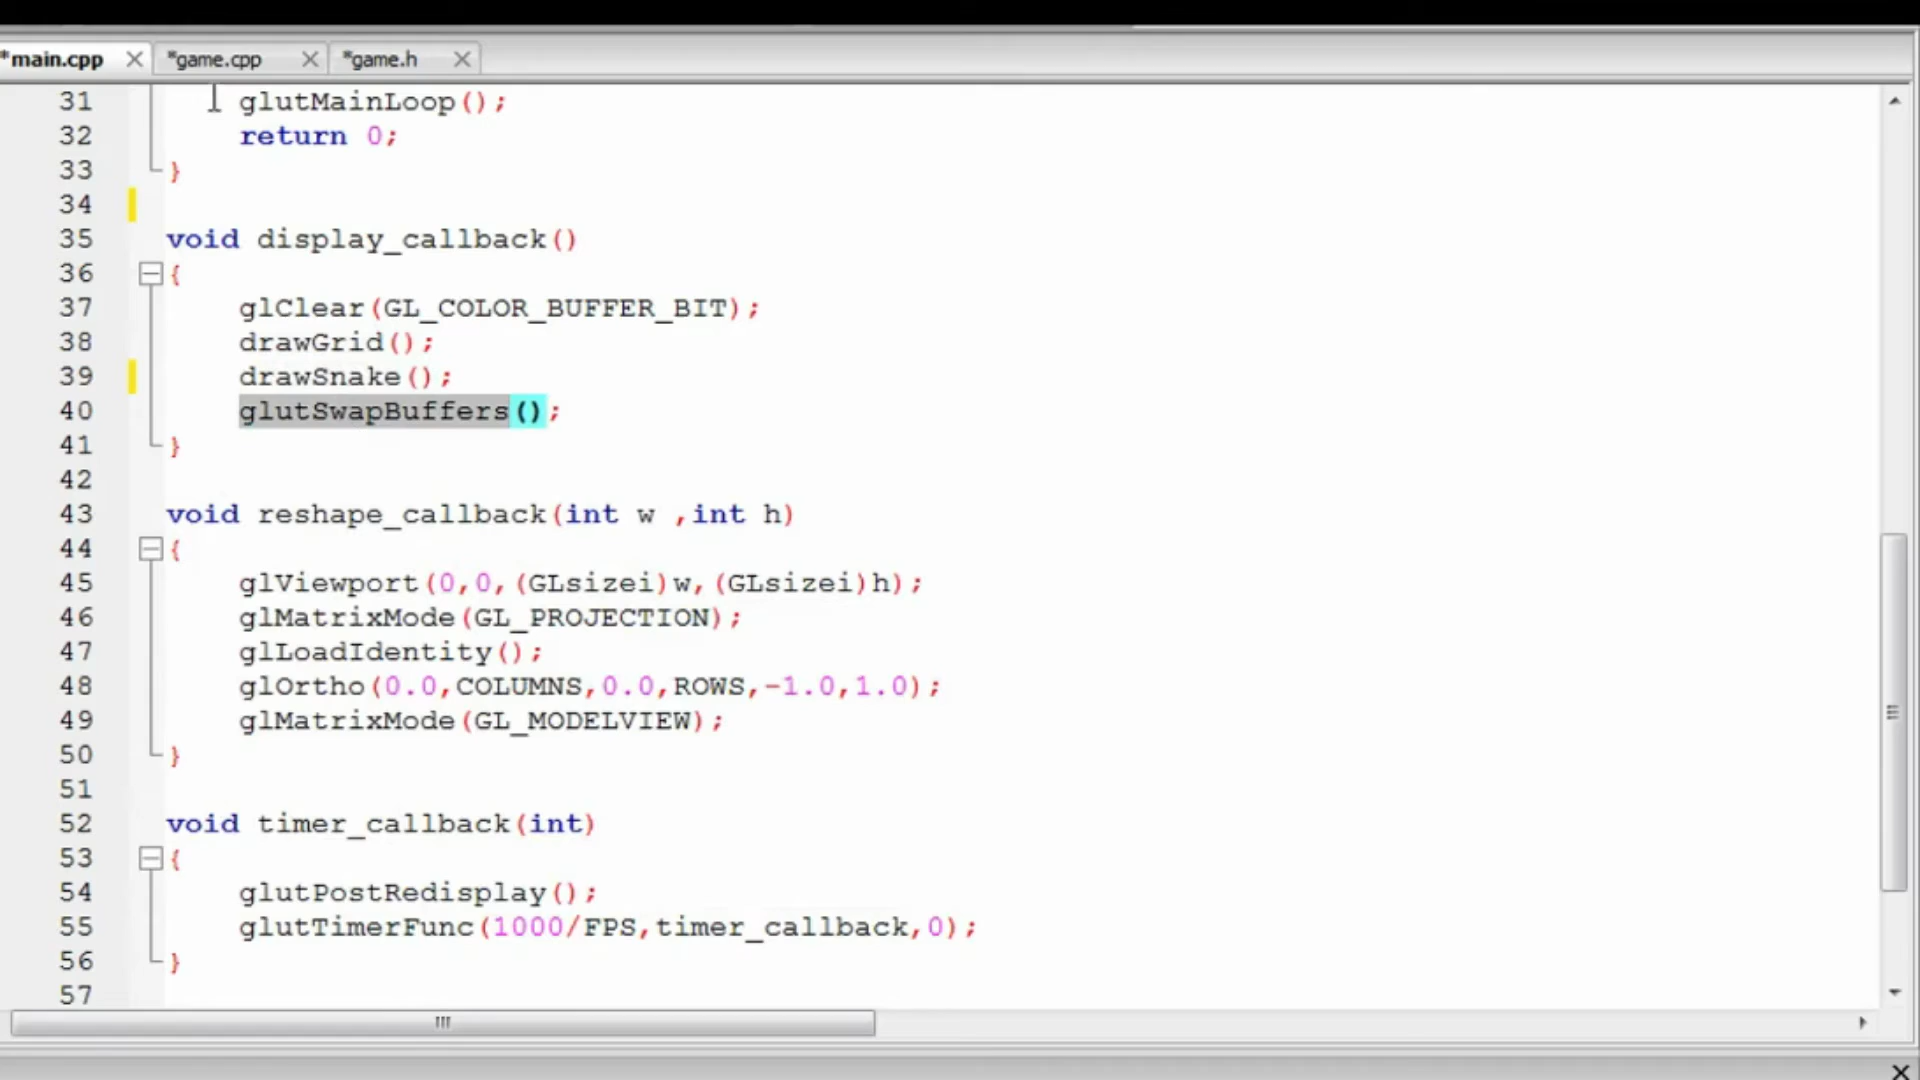 *main.cpp *game.cpp *game.h
31 glutMainLoop();
32 return 0;
33 }
34
35 void display_callback()
36 {
37 glClear(GL_COLOR_BUFFER_BIT);
38 drawGrid();
39 drawSnake();
40 glutSwapBuffers();
41 }
42
43 void reshape_callback(int w ,int h)
44 {
45 glViewport(0,0,(GLsizei)w,(GLsizei)h);
46 glMatrixMode(GL_PROJECTION);
47 glLoadIdentity();
48 glOrtho(0.0,COLUMNS,0.0,ROWS,-1.0,1.0);
49 glMatrixMode(GL_MODELVIEW);
50 }
51
52 void timer_callback(int)
53 {
54 glutPostRedisplay();
55 glutTimerFunc(1000/FPS,timer_callback,0);
56 }
57